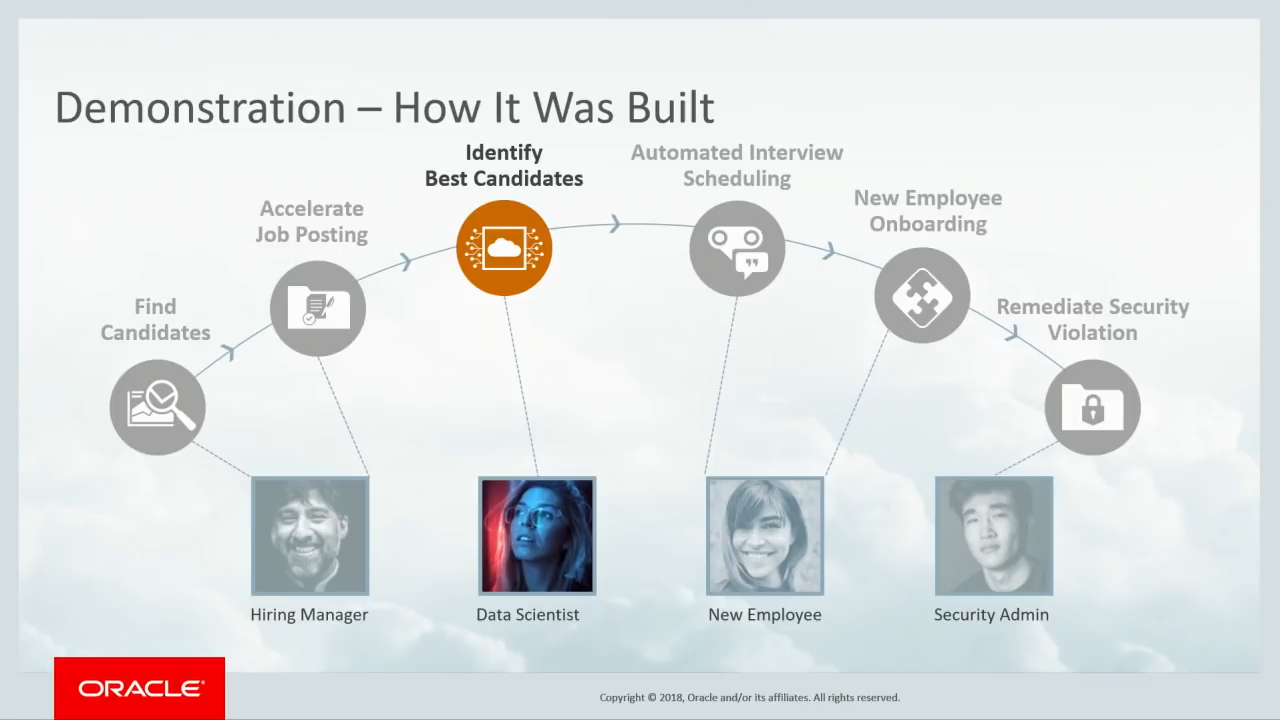 Demonstration – How It Was Built
Identify
Best Candidates
Automated Interview
Scheduling
Accelerate
Job Posting
New Employee
Onboarding
Find
Candidates
Remediate Security
Violation
Hiring Manager
Data Scientist
New Employee
Security Admin
ORACLE®
Copyright © 2018, Oracle and/or its affiliates. All rights reserved.